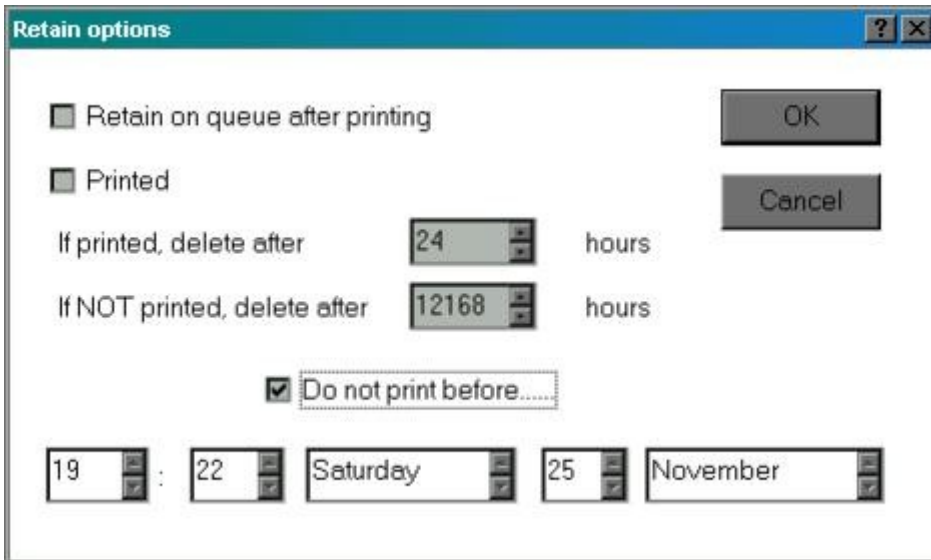 Retain options
Retain on queue after printing
OK
Printed
Cancel
If printed, delete after 24 hours
If NOT printed, delete after 12168 hours
Do not print before......
19 : 22 Saturday 25 November